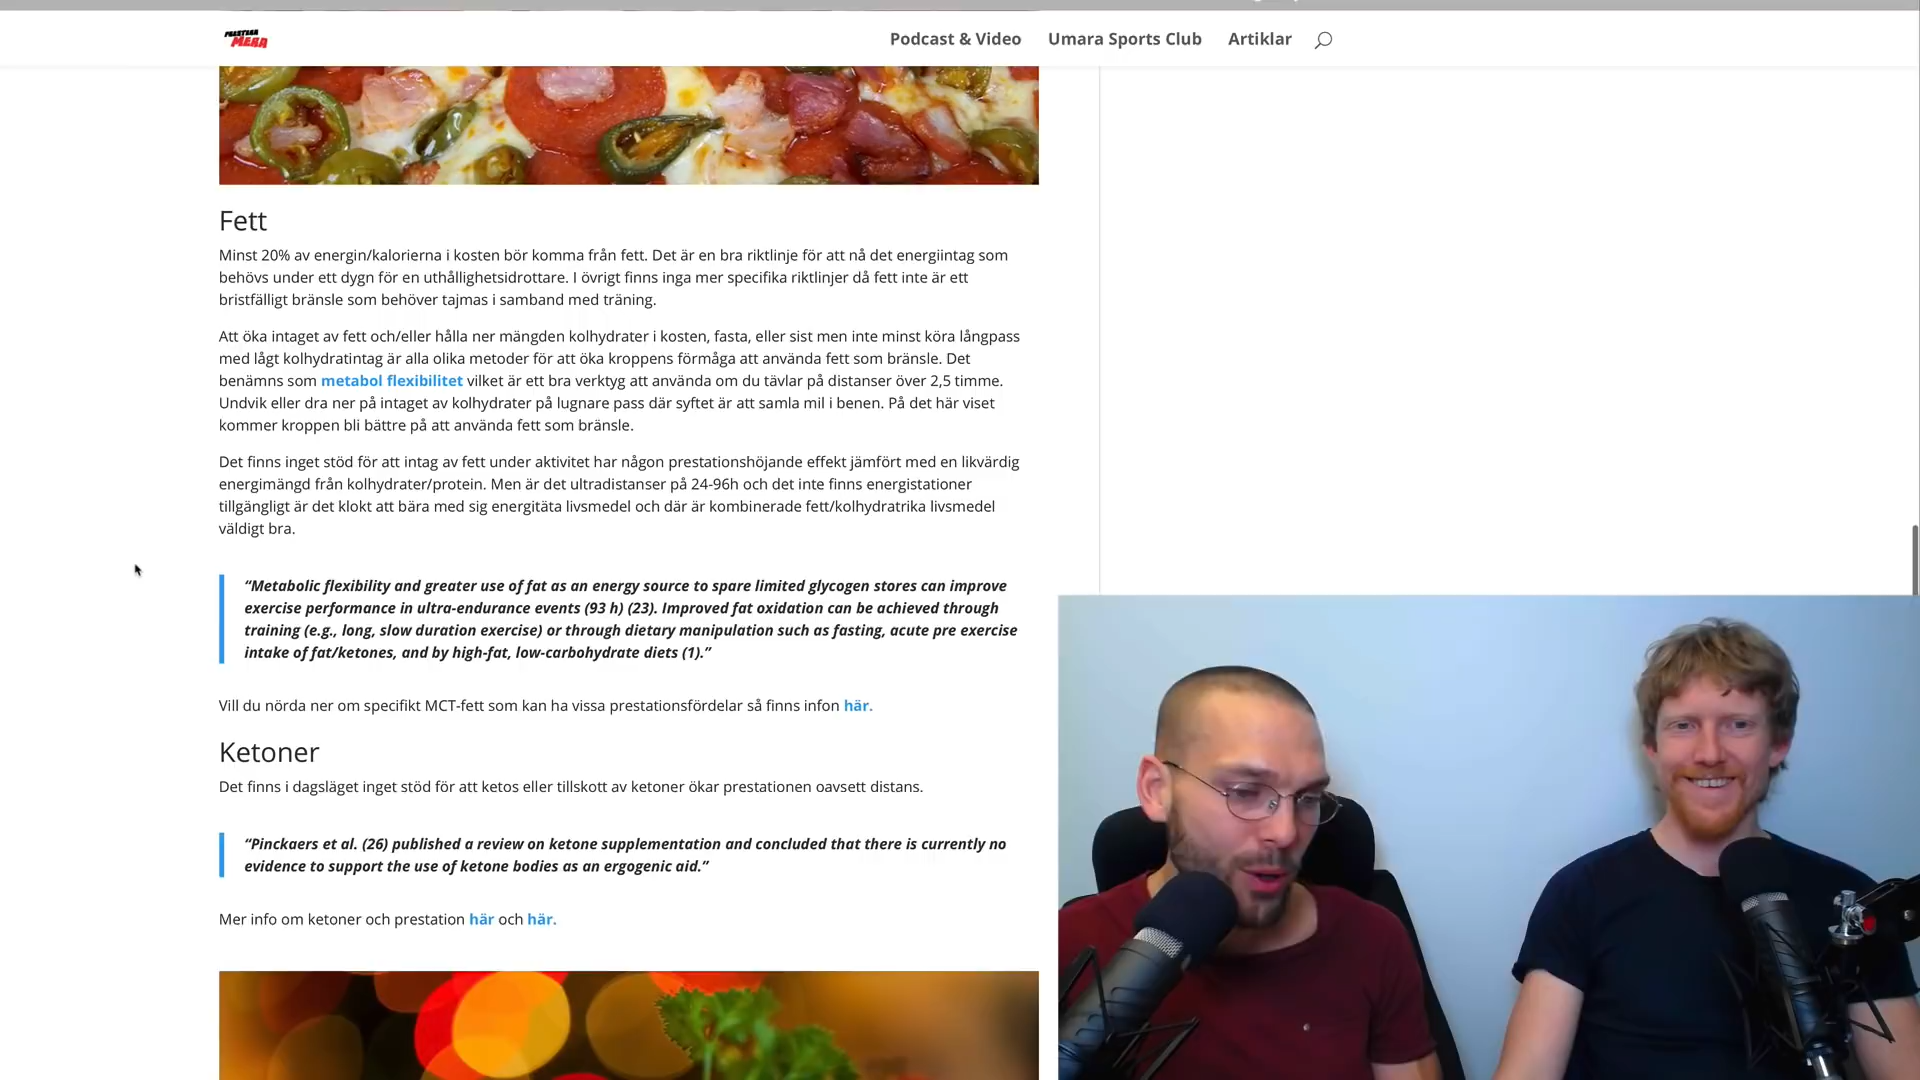 PRESTERA
MERA
Podcast & Video
Umara Sports Club
Artiklar
Fett
Minst 20% av energin/kalorierna i kosten bör komma från fett. Det är en bra riktlinje för att nå det energiintag som
behövs under ett dygn för en uthållighetsidrottare. I övrigt finns inga mer specifika riktlinjer då fett inte är ett
bristfälligt bränsle som behöver tajmas i samband med träning.
Att öka intaget av fett och/eller hålla ner mängden kolhydrater i kosten, fasta, eller sist men inte minst köra långpass
med lågt kolhydratintag är alla olika metoder för att öka kroppens förmåga att använda fett som bränsle. Det
benämns som metabol flexibilitet vilket är ett bra verktyg att använda om du tävlar på distanser över 2,5 timme.
Undvik eller dra ner på intaget av kolhydrater på lugnare pass där syftet är att samla mil i benen. På det här viset
kommer kroppen bli bättre på att använda fett som bränsle.
Det finns inget stöd för att intag av fett under aktivitet har någon prestationshöjande effekt jämfört med en likvärdig
energimängd från kolhydrater/protein. Men är det ultradistanser på 24-96h och det inte finns energistationer
tillgängligt är det klokt att bära med sig energitäta livsmedel och där är kombinerade fett/kolhydratrika livsmedel
väldigt bra.
“Metabolic flexibility and greater use of fat as an energy source to spare limited glycogen stores can improve
exercise performance in ultra-endurance events (93 h) (23). Improved fat oxidation can be achieved through
training (e.g., long, slow duration exercise) or through dietary manipulation such as fasting, acute pre exercise
intake of fat/ketones, and by high-fat, low-carbohydrate diets (1).”
Vill du nörda ner om specifikt MCT-fett som kan ha vissa prestationsfördelar så finns infon här.
Ketoner
Det finns i dagsläget inget stöd för att ketos eller tillskott av ketoner ökar prestationen oavsett distans.
“Pinckaers et al. (26) published a review on ketone supplementation and concluded that there is currently no
evidence to support the use of ketone bodies as an ergogenic aid.”
Mer info om ketoner och prestation här och här.